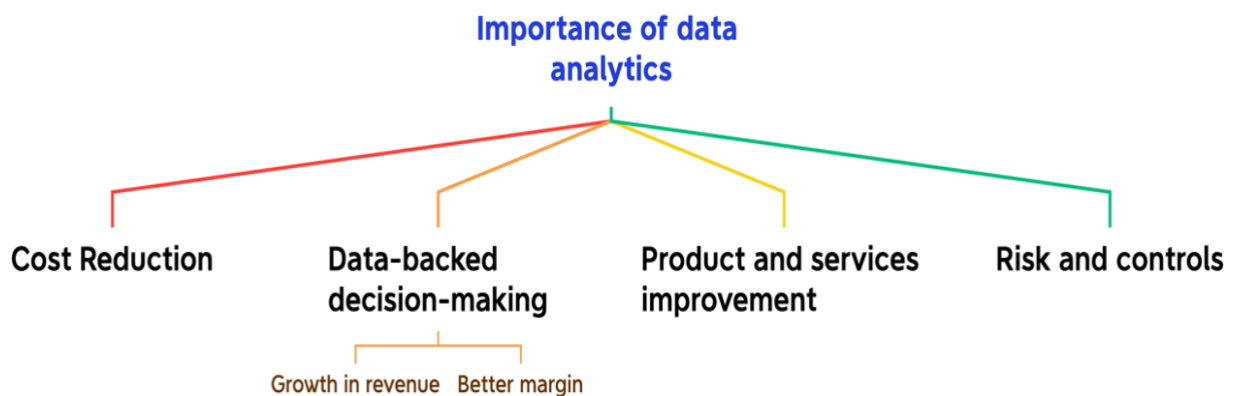 Importance of data
analytics
Cost Reduction
Data-backed
decision-making
Product and services
improvement
Risk and controls
Growth in revenue
Better margin